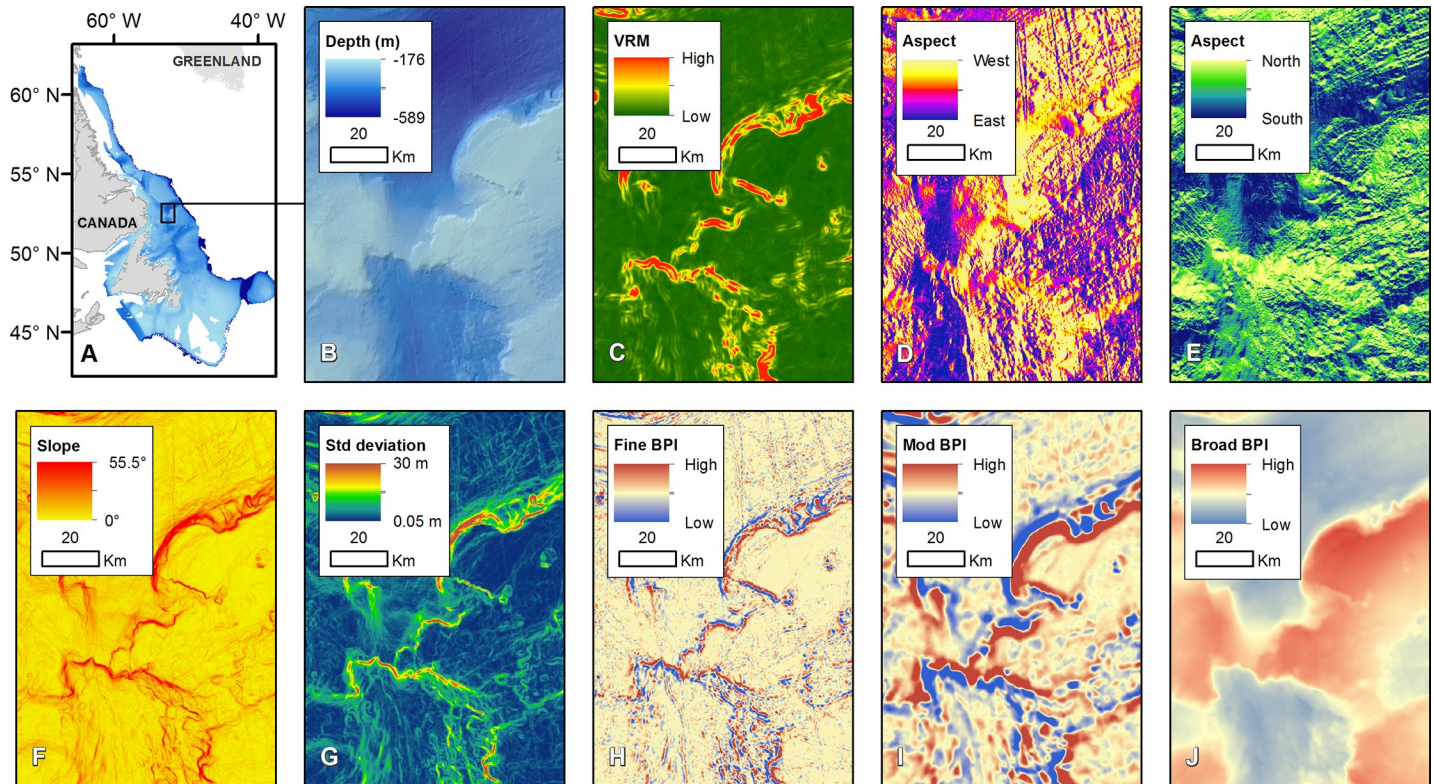 60° W
40° W
GREENLAND
60° N
55° N
CANADA
50° N
45° N
A
Depth (m)
-176
-589
20
Km
B
VRM
High
Low
20
Km
C
Aspect
West
East
20
Km
D
Aspect
North
South
20
Km
E
Slope
55.5°
0°
20
Km
F
Std deviation
30 m
0.05 m
20
Km
G
Fine BPI
High
Low
20
Km
H
Mod BPI
High
Low
20
Km
I
Broad BPI
High
Low
20
Km
J